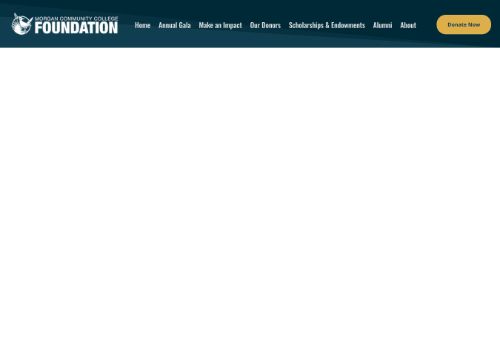 MORGAN COMMUNITY COLLEGE
FOUNDATION
Home Annual Gala Make an Impact Our Donors Scholarships & Endowments Alumni About Donate Now